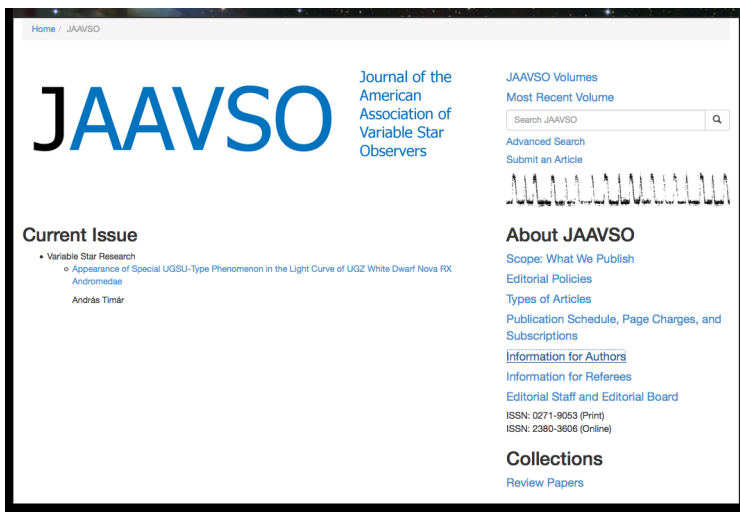 Home / JAAVSO
JAAVSO
Journal of the
American
Association of
Variable Star
Observers
JAAVSO Volumes
Most Recent Volume
Search JAAVSO
Advanced Search
Submit an Article
Current Issue
Variable Star Research
Appearance of Special UGSU-Type Phenomenon in the Light Curve of UGZ White Dwarf Nova RX
Andromedae
András Timár
About JAAVSO
Scope: What We Publish
Editorial Policies
Types of Articles
Publication Schedule, Page Charges, and
Subscriptions
Information for Authors
Information for Referees
Editorial Staff and Editorial Board
ISSN: 0271-9053 (Print)
ISSN: 2380-3606 (Online)
Collections
Review Papers